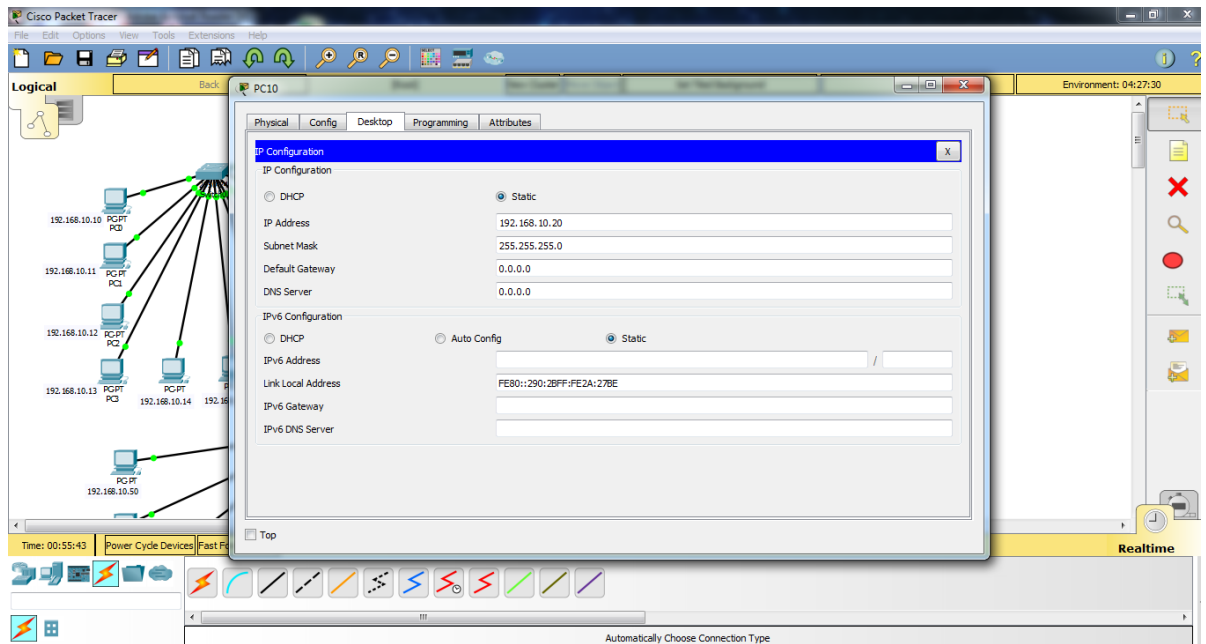 Cisco Packet Tracer
File Edit Options View Tools Extensions Help
Logical
Back
Environment: 04:27:30
PC10
Physical Config Desktop Programming Attributes
IP Configuration
X
IP Configuration
DHCP
Static
IP Address
192.168.10.20
Subnet Mask
255.255.255.0
Default Gateway
0.0.0.0
DNS Server
0.0.0.0
IPv6 Configuration
DHCP
Auto Config
Static
IPv6 Address
/
Link Local Address
FE80::290:2BFF:FE2A:27BE
IPv6 Gateway
IPv6 DNS Server
Top
192.168.10.10 PC-PT
PC0
192.168.10.11 PC-PT
PC1
192.168.10.12 PC-PT
PC2
192.168.10.13 PC-PT
PC3
PC-PT
192.168.10.14
PC-PT
192.168.10.50
Time: 00:55:43
Power Cycle Devices
Realtime
Automatically Choose Connection Type